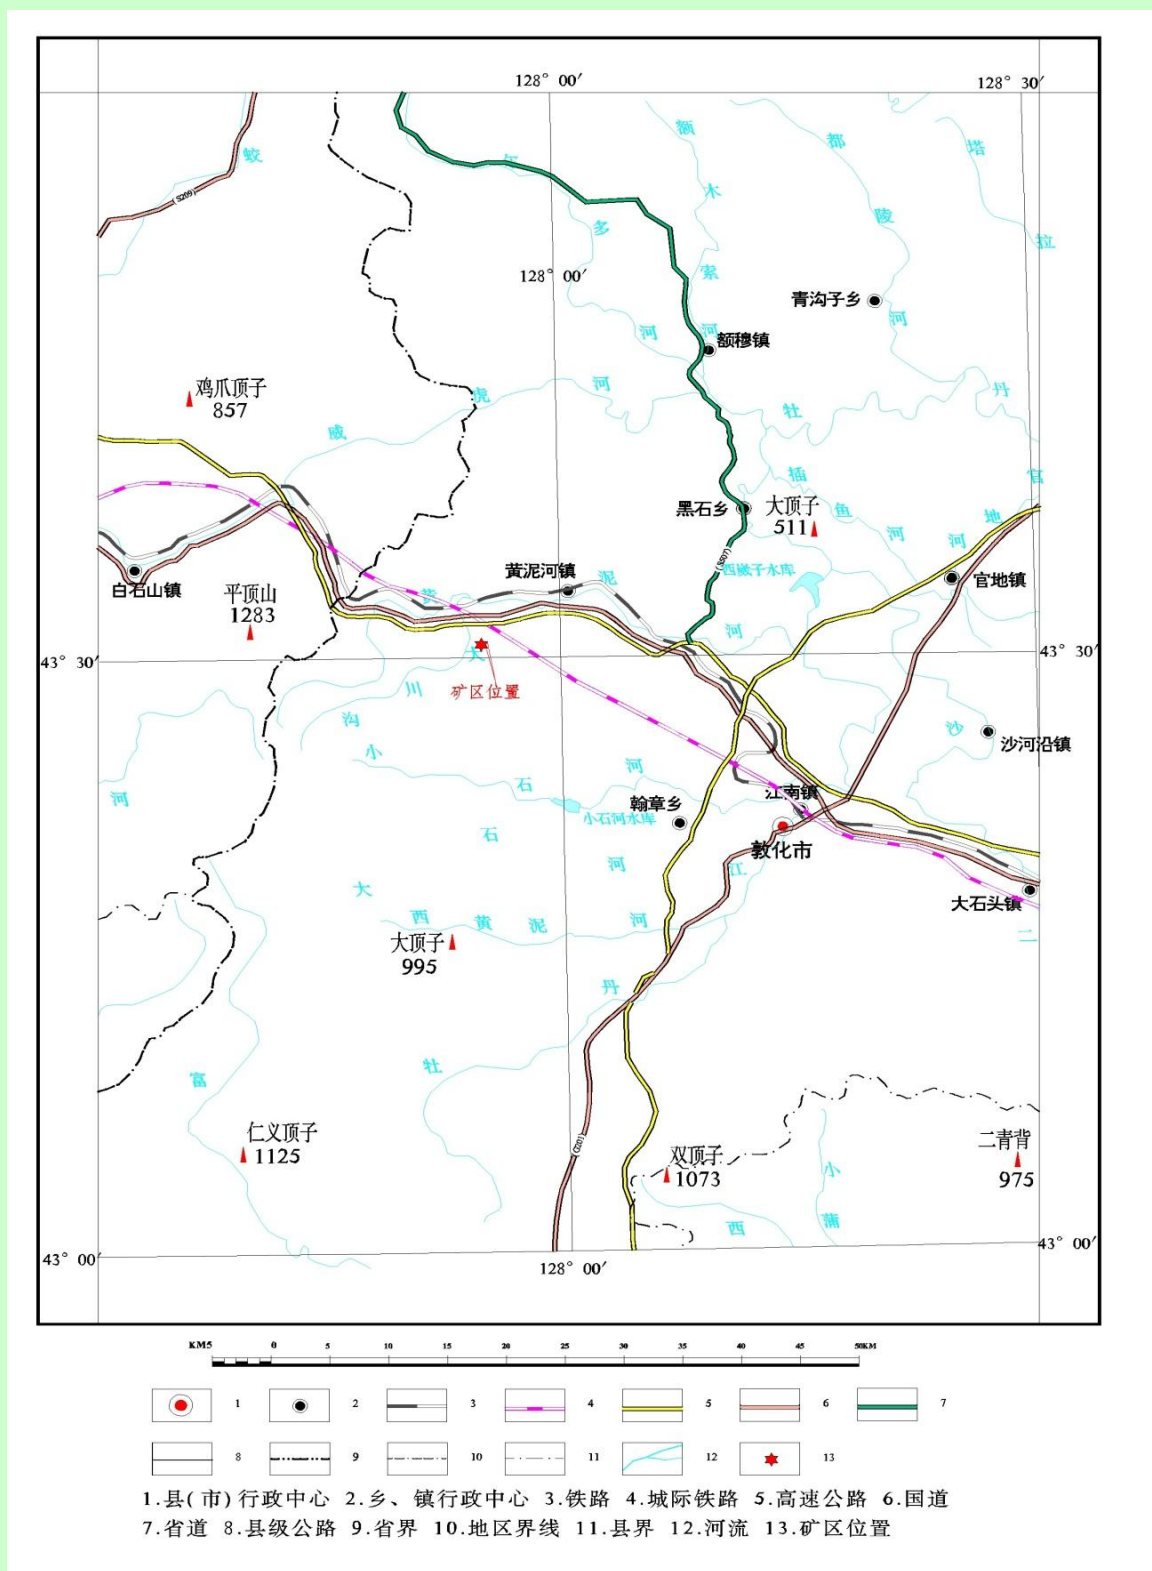 128° 00′
128° 30′
蛟
(S209)
额
都
塔
尔
木
陵
多
拉
索
128° 00′
青沟子乡
河
河
河
额穆镇
鸡爪顶子
857
虎
河
丹
牡
威
插
官
黑石乡
大顶子
511
鱼
河
地
河
白石山镇
平顶山
1283
黄
黄泥河镇
泥
官地镇
河
43° 30′
大
43° 30′
川
矿区位置
沟
沙
小
沙河沿镇
河
石
河
翰章乡
江南镇
小石河水库
石
敦化市
河
江
大
大石头镇
西
黄
泥
河
二
大顶子
995
丹
富
牡
仁义顶子
1125
(G201)
双顶子
1073
二青背
975
小
西
蒲
43° 00′
43° 00′
128° 00′
KM5 0 5 10 15 20 25 30 35 40 45 50KM
1 2 3 4 5 6 7
8 9 10 11 12 13
1.县(市)行政中心 2.乡、镇行政中心 3.铁路 4.城际铁路 5.高速公路 6.国道
7.省道 8.县级公路 9.省界 10.地区界线 11.县界 12.河流 13.矿区位置